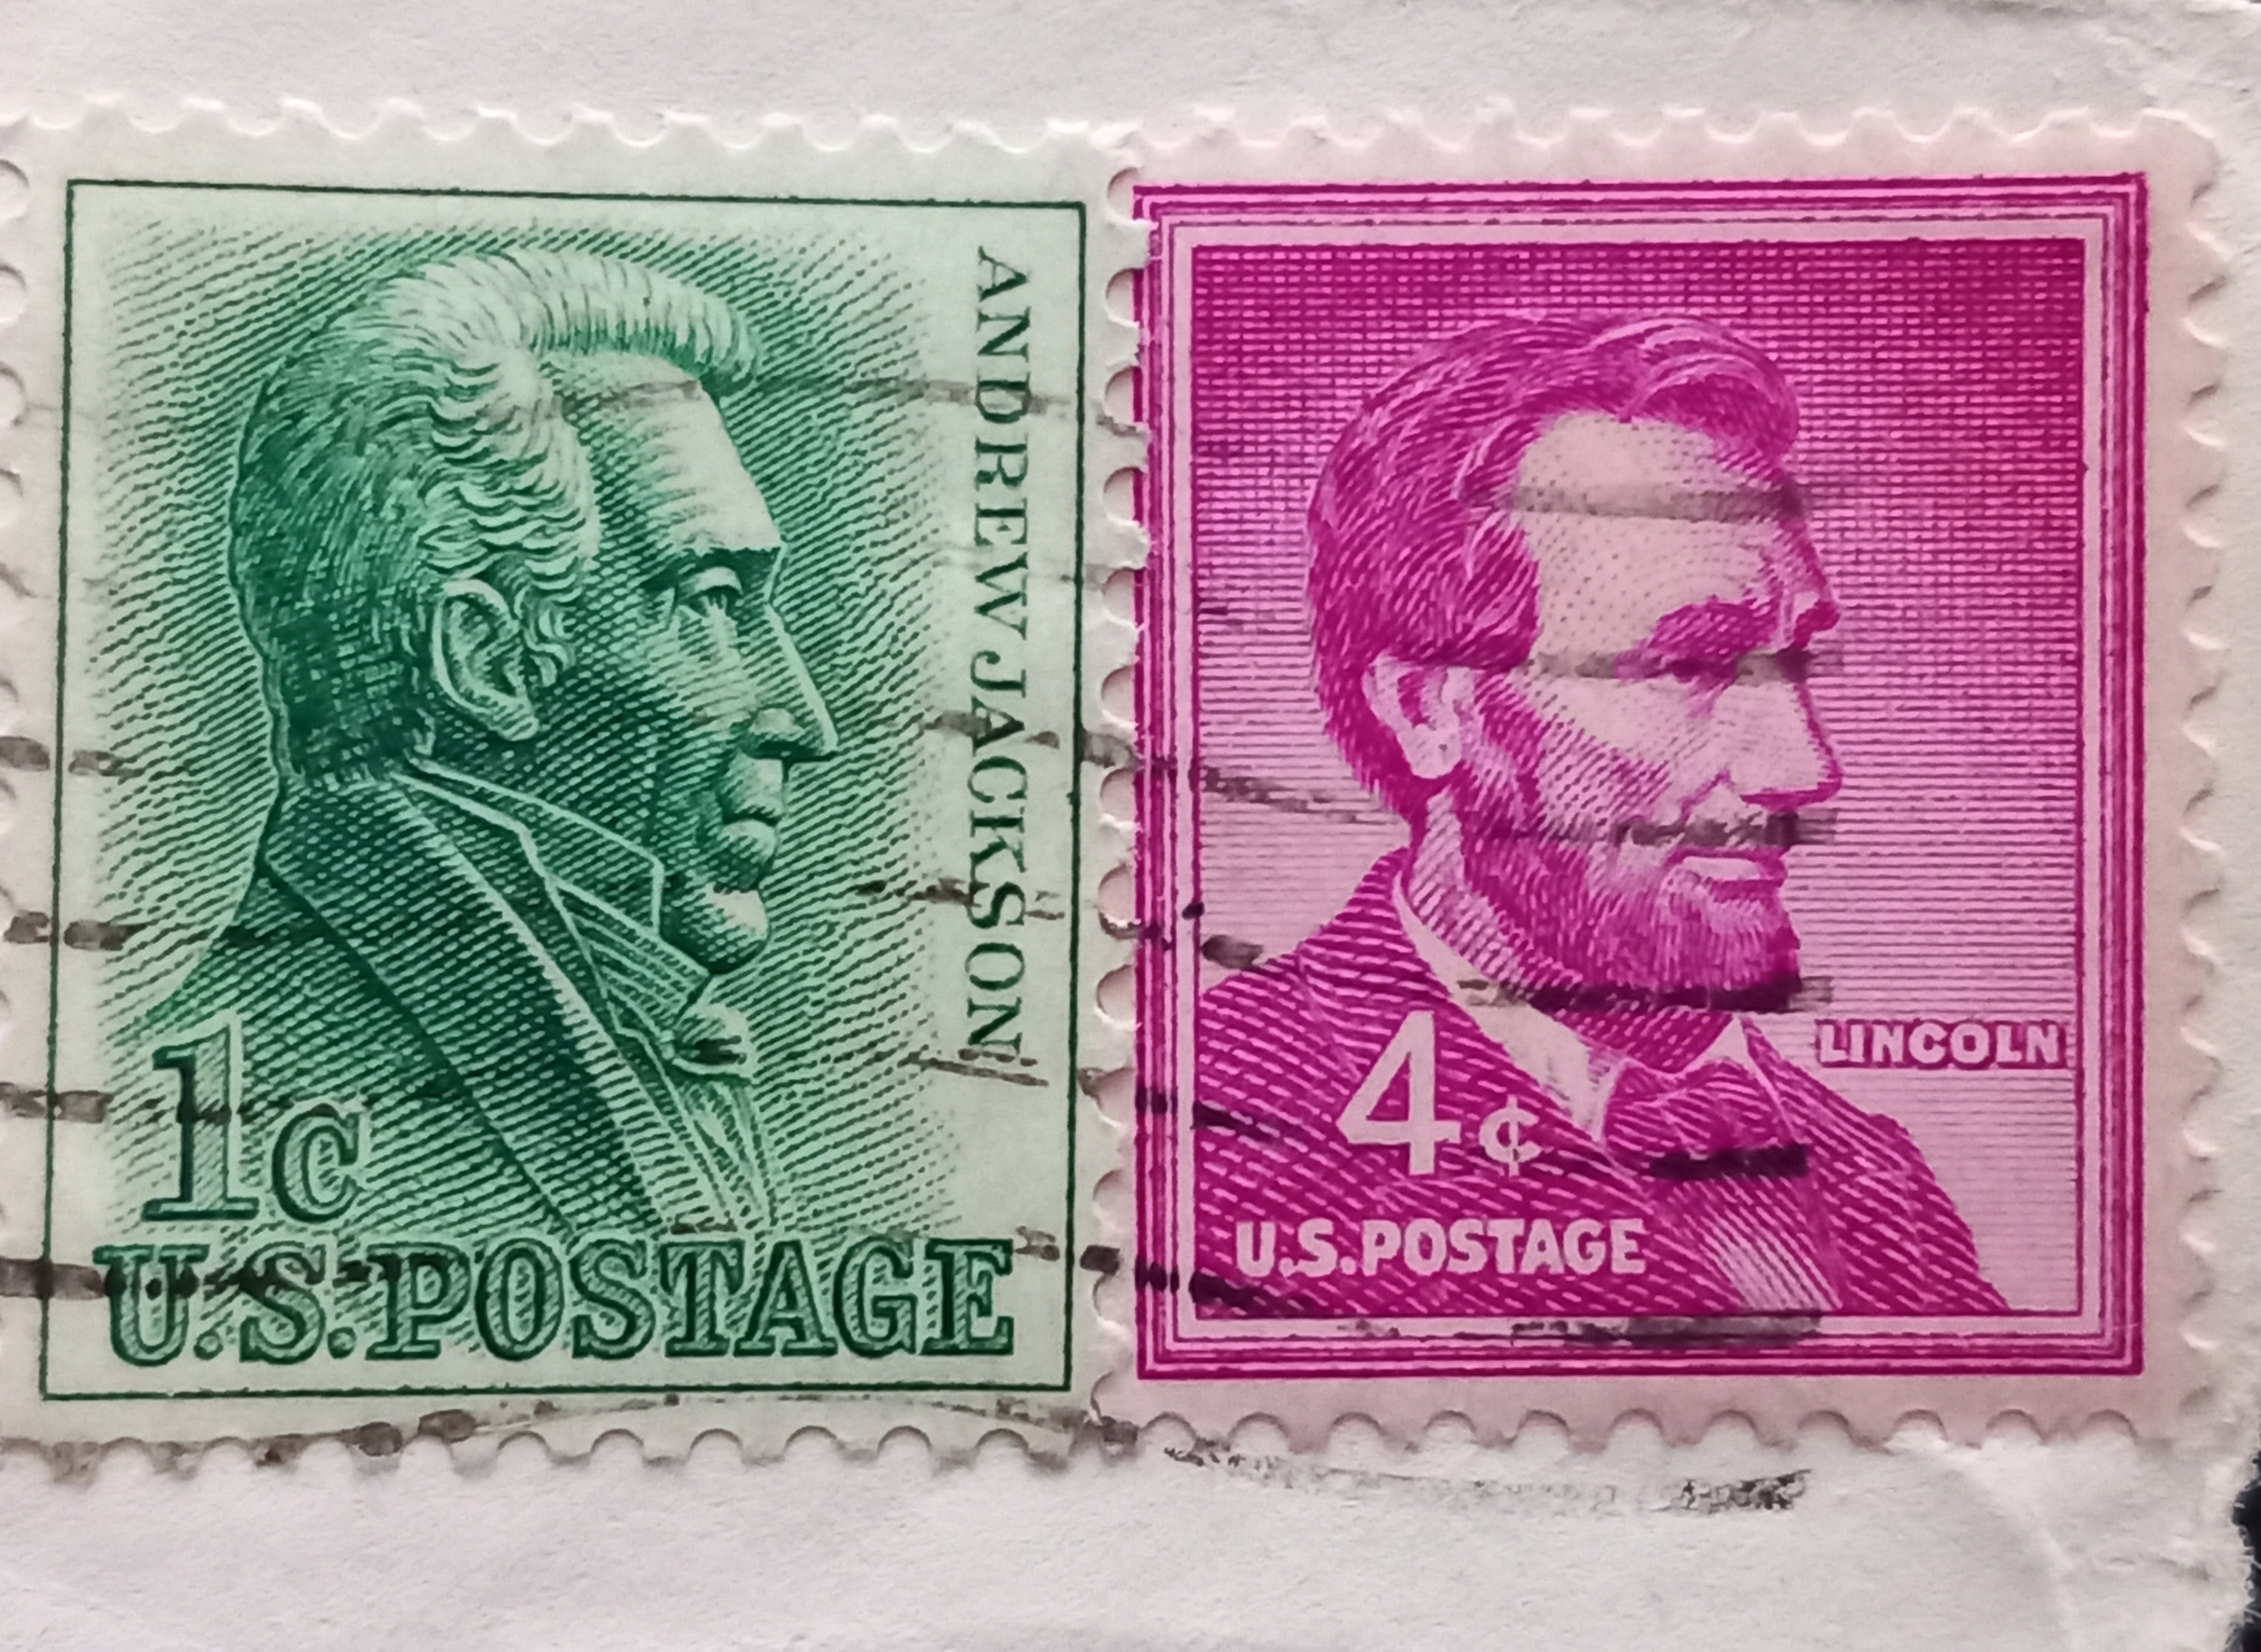 ANDREW JACKSON
1c
U.S. POSTAGE
LINCOLN
4¢
U.S. POSTAGE